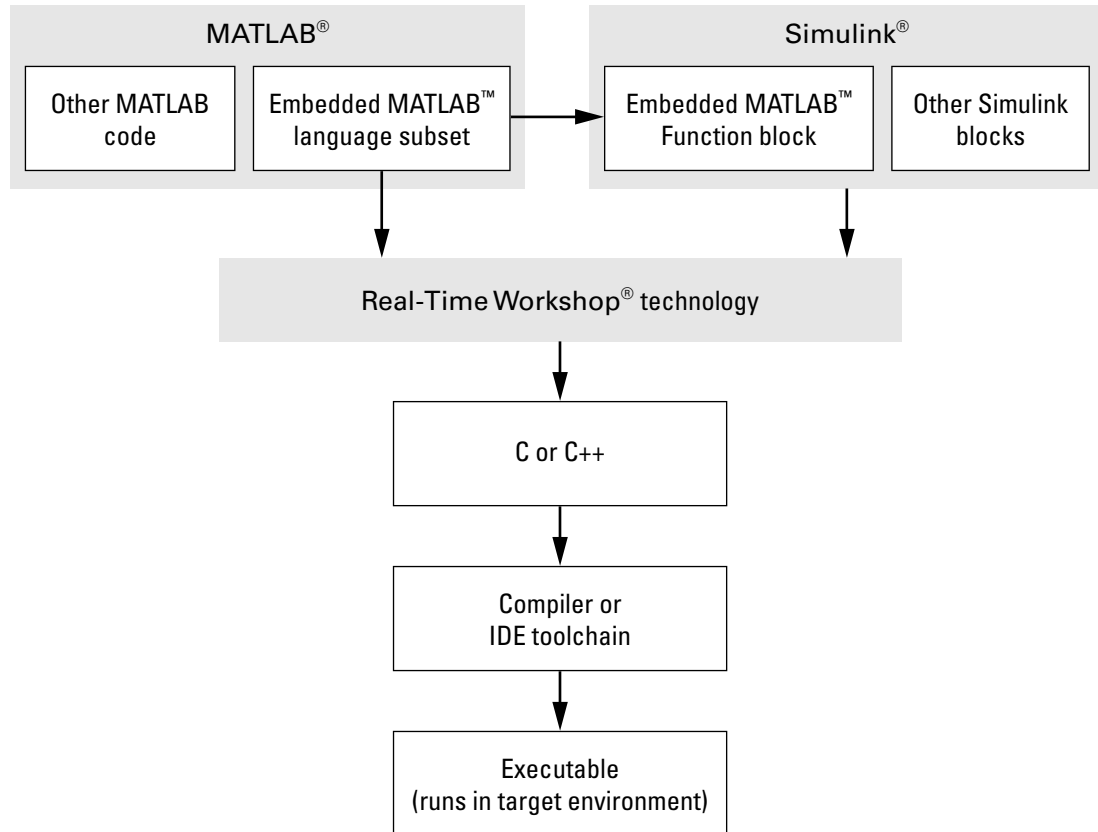 MATLAB®
Simulink®
Other MATLAB
code
Embedded MATLAB™
language subset
Embedded MATLAB™
Function block
Other Simulink
blocks
Real-Time Workshop® technology
C or C++
Compiler or
IDE toolchain
Executable
(runs in target environment)